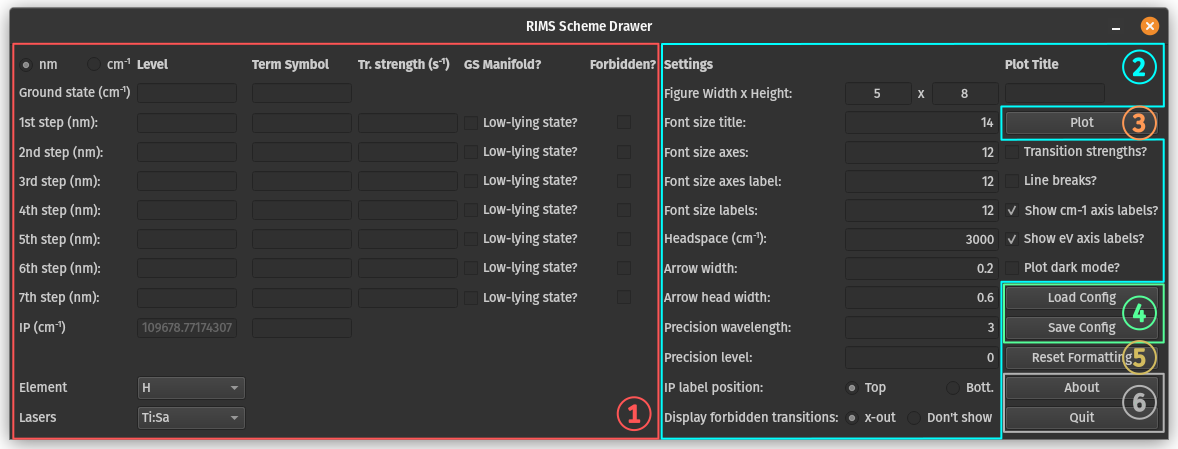 RIMS Scheme Drawer
nm cm⁻¹ Level Term Symbol Tr. strength (s⁻¹) GS Manifold? Forbidden? Settings Plot Title 2
Ground state (cm⁻¹) Figure Width x Height: 5 x 8
1st step (nm): Low-lying state? Font size title: 14 Plot 3
2nd step (nm): Low-lying state? Font size axes: 12 Transition strengths?
3rd step (nm): Low-lying state? Font size axes label: 12 Line breaks?
4th step (nm): Low-lying state? Font size labels: 12 Show cm-1 axis labels?
5th step (nm): Low-lying state? Headspace (cm⁻¹): 3000 Show eV axis labels?
6th step (nm): Low-lying state? Arrow width: 0.2 Plot dark mode?
7th step (nm): Low-lying state? Arrow head width: 0.6 Load Config 4
IP (cm⁻¹) 109678.77174307 Precision wavelength: 3 Save Config
Precision level: 0 Reset Formatting 5
Element H IP label position: Top Bott. About 6
Lasers Ti:Sa 1 Display forbidden transitions: x-out Don't show Quit